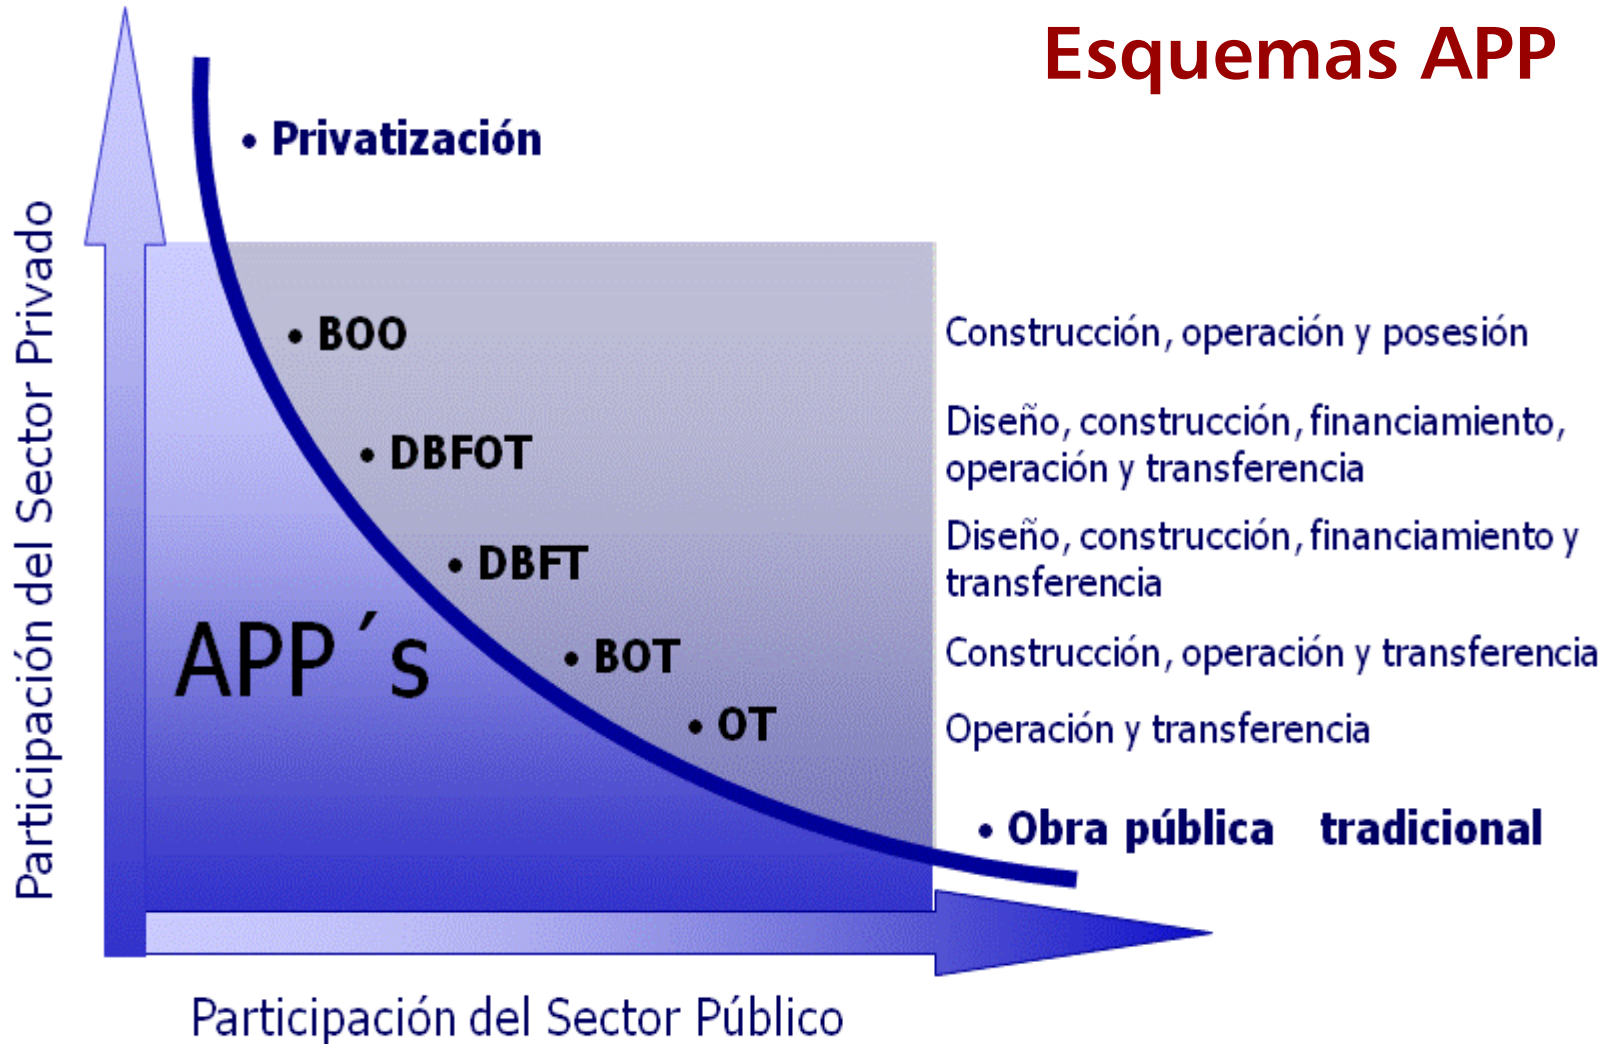 Esquemas APP
Participación del Sector Privado
• Privatización
• BOO
Construcción, operación y posesión
• DBFOT
Diseño, construcción, financiamiento,
operación y transferencia
• DBFT
Diseño, construcción, financiamiento y
transferencia
APP´s
• BOT
Construcción, operación y transferencia
• OT
Operación y transferencia
• Obra pública tradicional
Participación del Sector Público